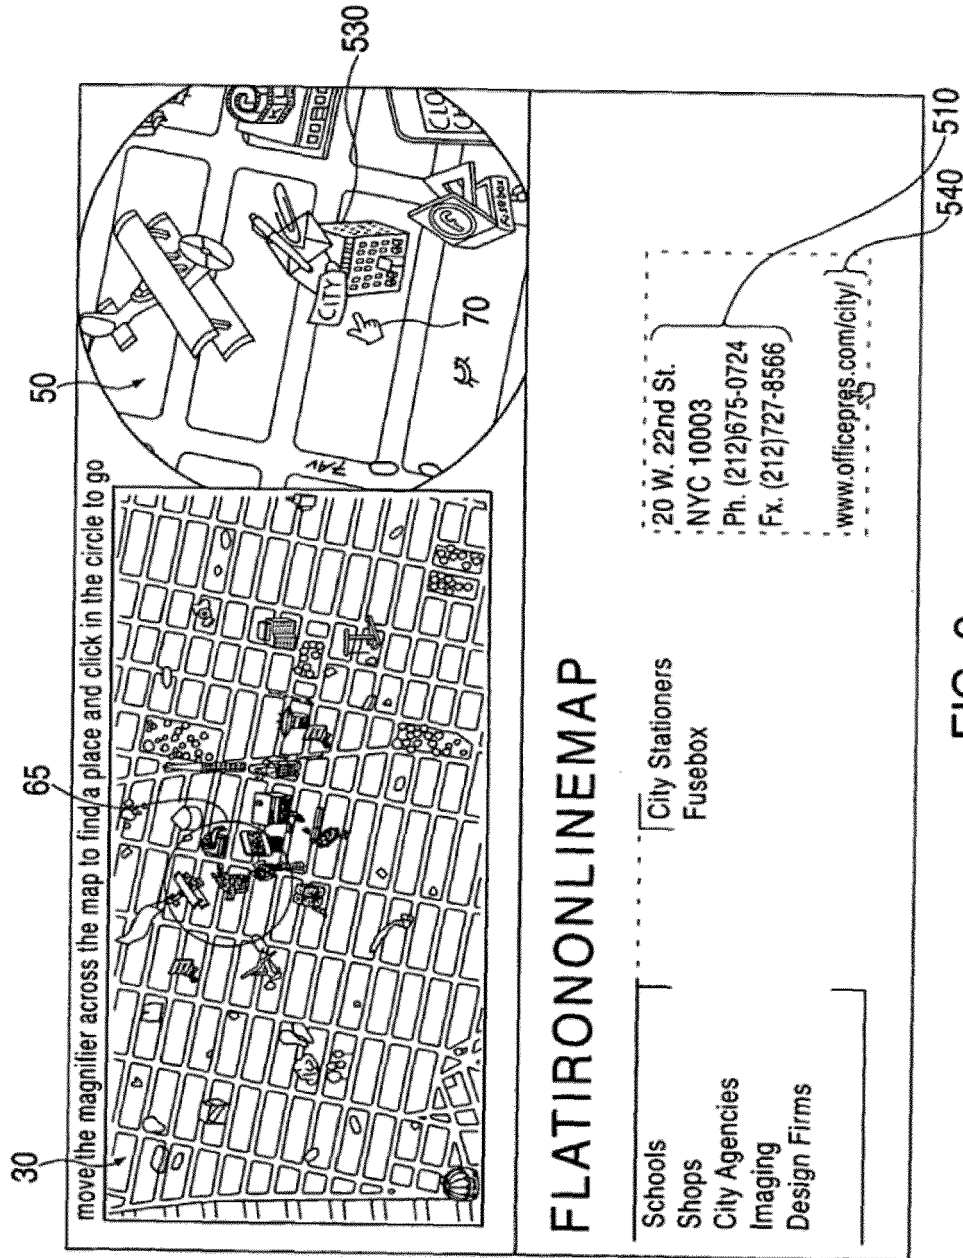 move the magnifier across the map to find a place and click in the circle to go
30
65
50
530
7AV
CITY
70
FLATIRONONLINEMAP
Schools
Shops
City Agencies
Imaging
Design Firms
City Stationers
Fusebox
20 W. 22nd St.
NYC 10003
Ph. (212)675-0724
Fx. (212)727-8566
www.officepres.com/city/
510
540